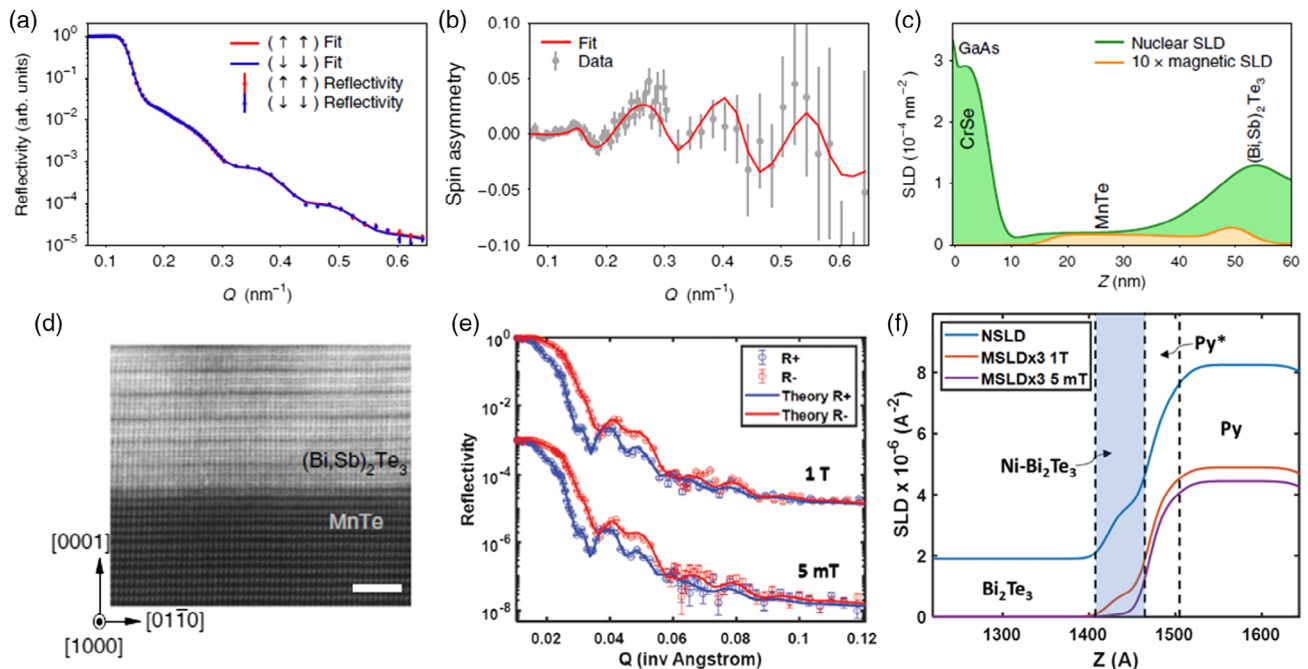 (a)
10⁰
10⁻¹
10⁻²
10⁻³
10⁻⁴
10⁻⁵
Reflectivity (arb. units)
(↑ ↑) Fit
(↓ ↓) Fit
(↑ ↑) Reflectivity
(↓ ↓) Reflectivity
0.1 0.2 0.3 0.4 0.5 0.6
Q (nm⁻¹)
(b)
0.10
0.05
0.00
−0.05
−0.10
Spin asymmetry
Fit
Data
0.1 0.2 0.3 0.4 0.5 0.6
Q (nm⁻¹)
(c)
3
2
1
0
SLD (10⁻⁴ nm⁻²)
GaAs
CrSe
MnTe
(Bi,Sb)₂Te₃
Nuclear SLD
10 × magnetic SLD
0 10 20 30 40 50 60
Z (nm)
(d)
(Bi,Sb)₂Te₃
MnTe
[0001]
[011̅0]
[1000]
(e)
10⁰
10⁻²
10⁻⁴
10⁻⁶
10⁻⁸
Reflectivity
R+
R-
Theory R+
Theory R-
1 T
5 mT
0.02 0.04 0.06 0.08 0.1 0.12
Q (inv Angstrom)
(f)
8
6
4
2
0
SLD x 10⁻⁶ (A⁻²)
NSLD
MSLDx3 1T
MSLDx3 5 mT
Py*
Py
Ni-Bi₂Te₃
Bi₂Te₃
1300 1400 1500 1600
Z (A)